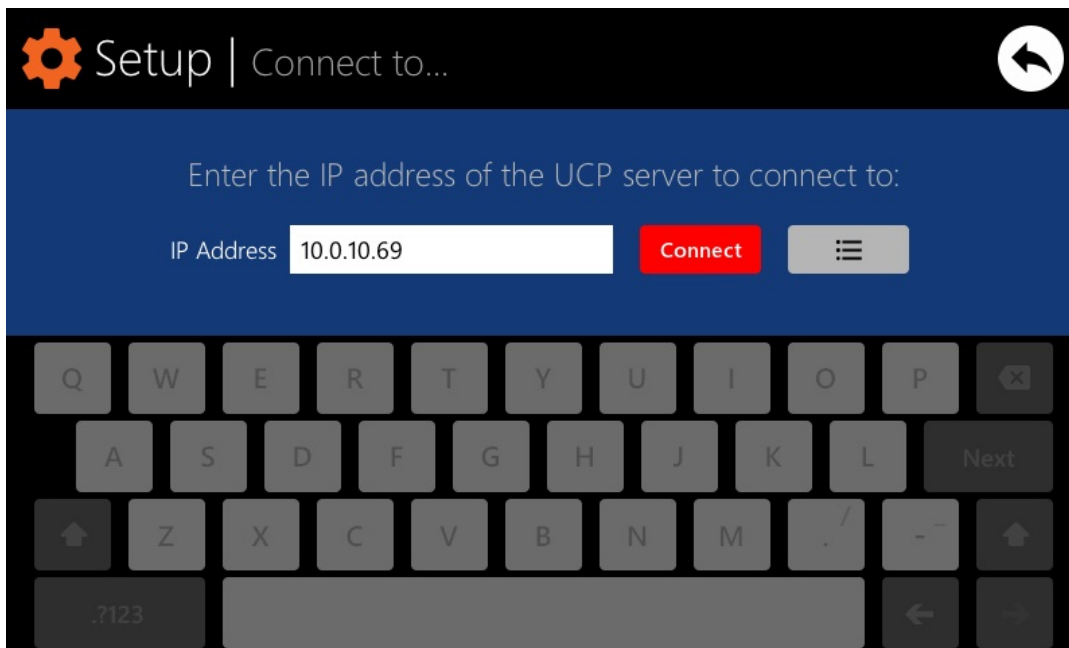 Setup | Connect to...
Enter the IP address of the UCP server to connect to:
IP Address 10.0.10.69 Connect
Q W E R T Y U I O P
A S D F G H J K L Next
Z X C V B N M . / - _
.?123